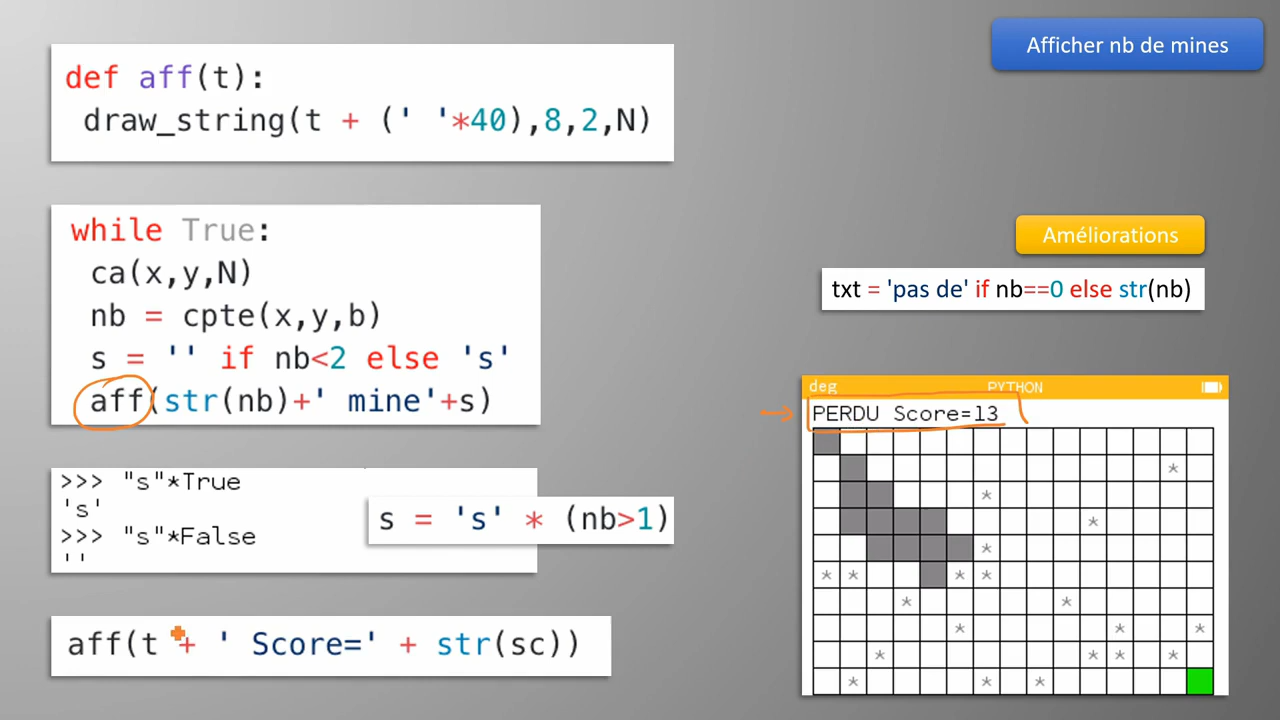 Afficher nb de mines
def aff(t):
draw_string(t + (' '*40),8,2,N)
while True:
ca(x,y,N)
nb = cpte(x,y,b)
s = '' if nb<2 else 's'
aff(str(nb)+' mine'+s)
>>> "s"*True
's'
>>> "s"*False
''
s = 's' * (nb>1)
aff(t + ' Score=' + str(sc))
Améliorations
txt = 'pas de' if nb==0 else str(nb)
deg PYTHON
PERDU Score=13